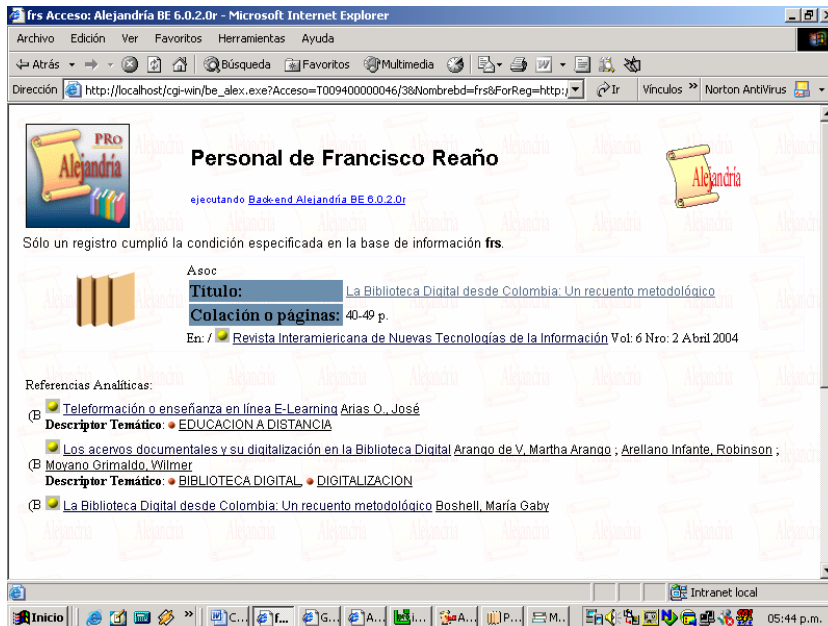 frs Acceso: Alejandría BE 6.0.2.0r - Microsoft Internet Explorer
Archivo Edición Ver Favoritos Herramientas Ayuda
Atrás Búsqueda Favoritos Multimedia
Dirección http://localhost/cgi-win/be_alex.exe?Acceso=T009400000046/38&Nombrebd=frs&ForReg=http:/ Ir Vínculos » Norton AntiVirus
PRO
Alejandría
Personal de Francisco Reaño
Alejandría
ejecutando Back-end Alejandría BE 6.0.2.0r
Sólo un registro cumplió la condición especificada en la base de información frs.
Asoc
Título: La Biblioteca Digital desde Colombia: Un recuento metodológico
Colación o páginas: 40-49 p.
En: / Revista Interamericana de Nuevas Tecnologías de la Información Vol: 6 Nro: 2 Abril 2004
Referencias Analíticas:
(B Teleformación o enseñanza en línea E-Learning Arias O., José
Descriptor Temático: EDUCACION A DISTANCIA
Los acervos documentales y su digitalización en la Biblioteca Digital Arango de V, Martha Arango ; Arellano Infante, Robinson ;
(B Moyano Grimaldo, Wilmer
Descriptor Temático: BIBLIOTECA DIGITAL, DIGITALIZACION
(B La Biblioteca Digital desde Colombia: Un recuento metodológico Boshell, María Gaby
Intranet local
Inicio » C... f... G... A... i... A... P... M... 05:44 p.m.